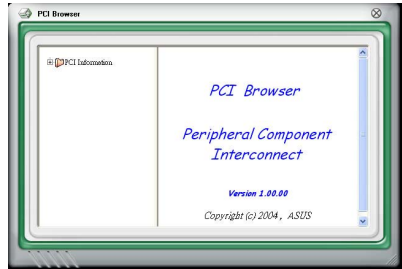 PCI Browser
PCI Information
PCI Browser
Peripheral Component
Interconnect
Version 1.00.00
Copyright (c) 2004, ASUS